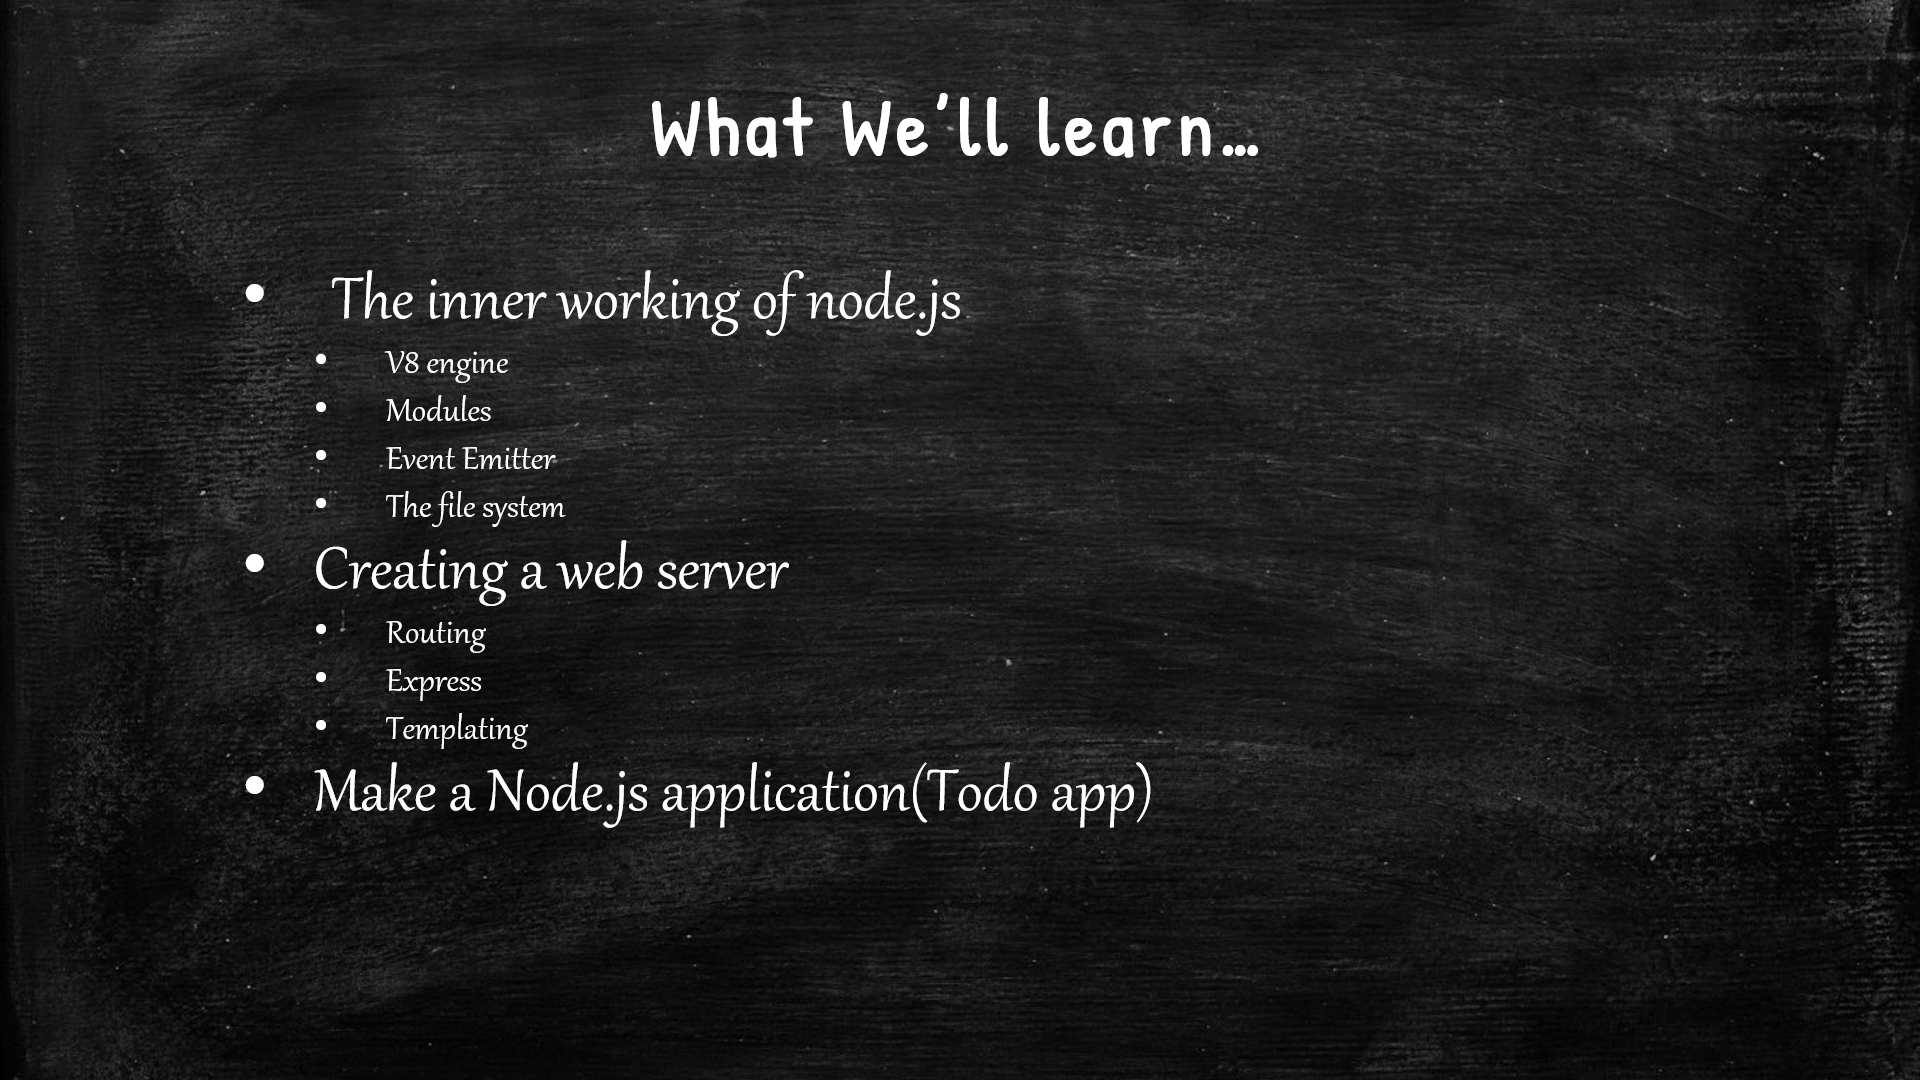 What We’ll learn…
• The inner working of node.js
• V8 engine
• Modules
• Event Emitter
• The file system
• Creating a web server
• Routing
• Express
• Templating
• Make a Node.js application(Todo app)